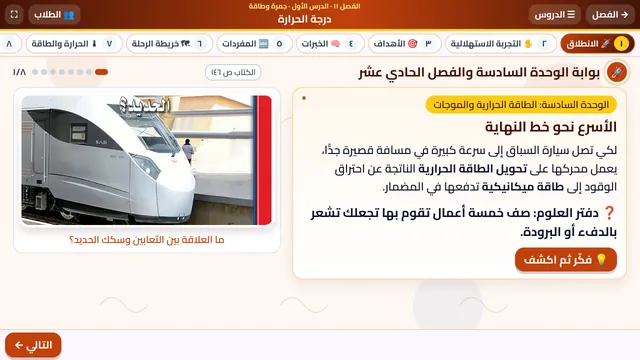 الفصل ١١ · الدرس الأول · جمرة وطاقة
درجة الحرارة
→ الفصل
☰ الدروس
👥 الطلاب
١ 🚀 الانطلاق
٢ ✋ التجربة الاستهلالية
٣ 🎯 الأهداف
٤ 🧠 الخبرات
٥ 🔤 المفردات
٦ 🗺 خريطة الرحلة
٧ 🌡 الحرارة والطاقة
٨
🚀 بوابة الوحدة السادسة والفصل الحادي عشر
الكتاب ص ١٤٦
١/٨
الوحدة السادسة: الطاقة الحرارية والموجات
الأسرع نحو خط النهاية
لكي تصل سيارة السباق إلى سرعة كبيرة في مسافة قصيرة جدًّا،
يعمل محركها على تحويل الطاقة الحرارية الناتجة عن احتراق
الوقود إلى طاقة ميكانيكية تدفعها في المضمار.
❓ دفتر العلوم: صف خمسة أعمال تقوم بها تجعلك تشعر
بالدفء أو البرودة.
💡 فكّر ثم اكشف
الحديد؟
ما العلاقة بين الثعابين وسكك الحديد؟
التالي ←